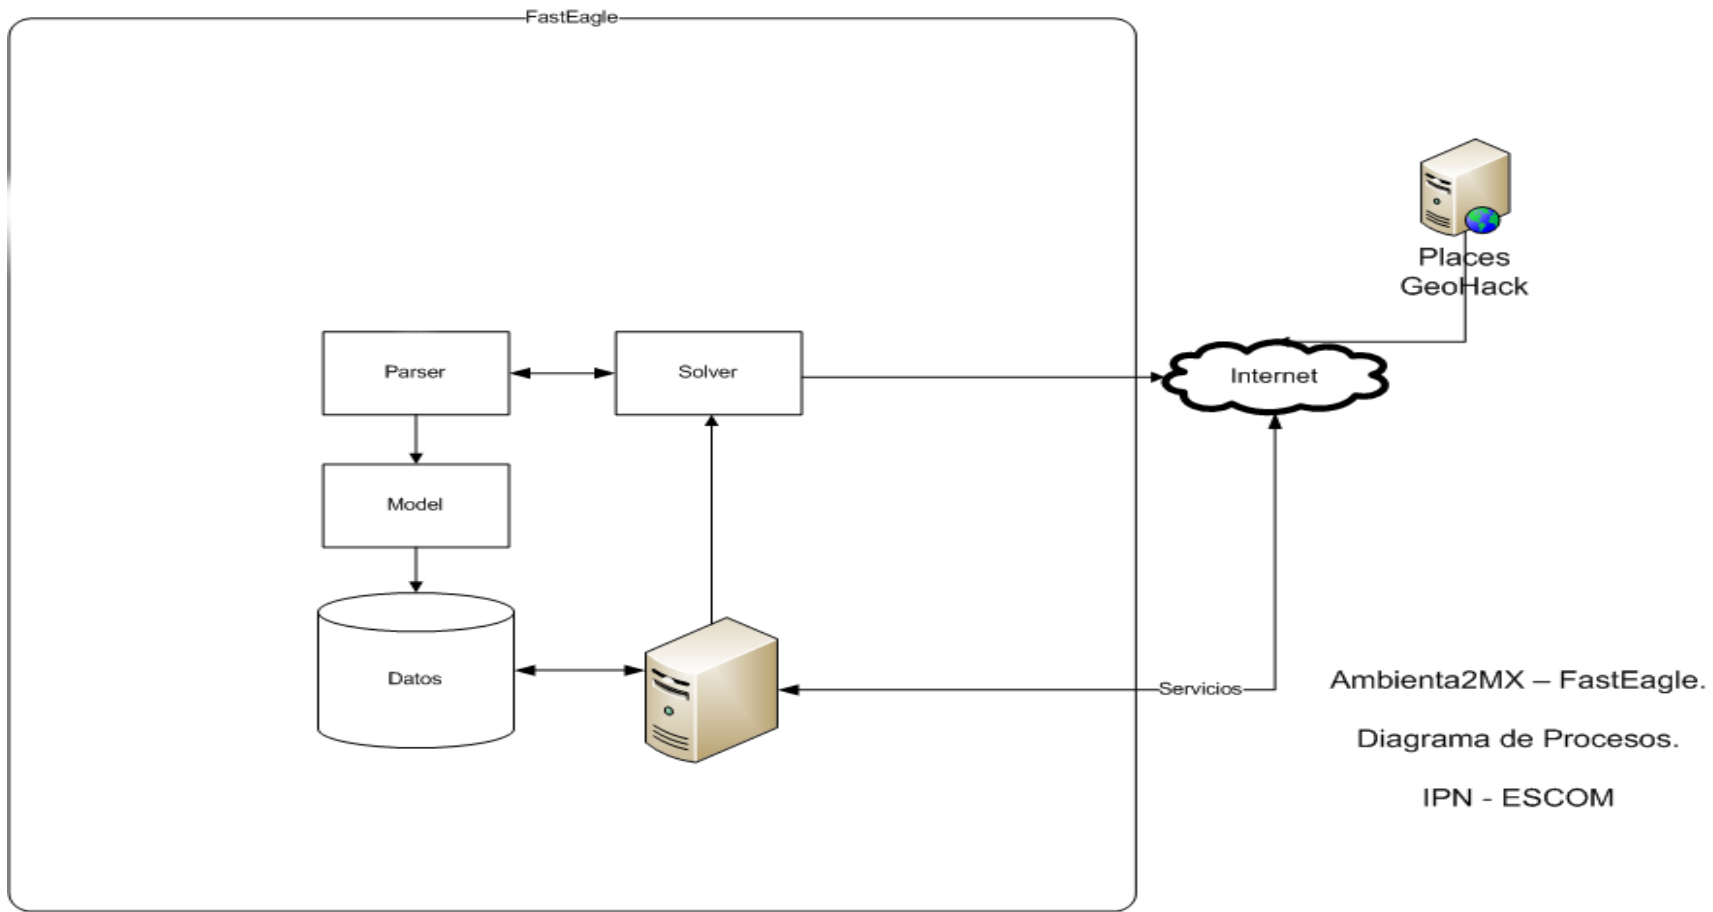 FastEagle
Places
GeoHack
Parser
Solver
Internet
Model
Datos
Servicios
Ambienta2MX – FastEagle.
Diagrama de Procesos.
IPN - ESCOM